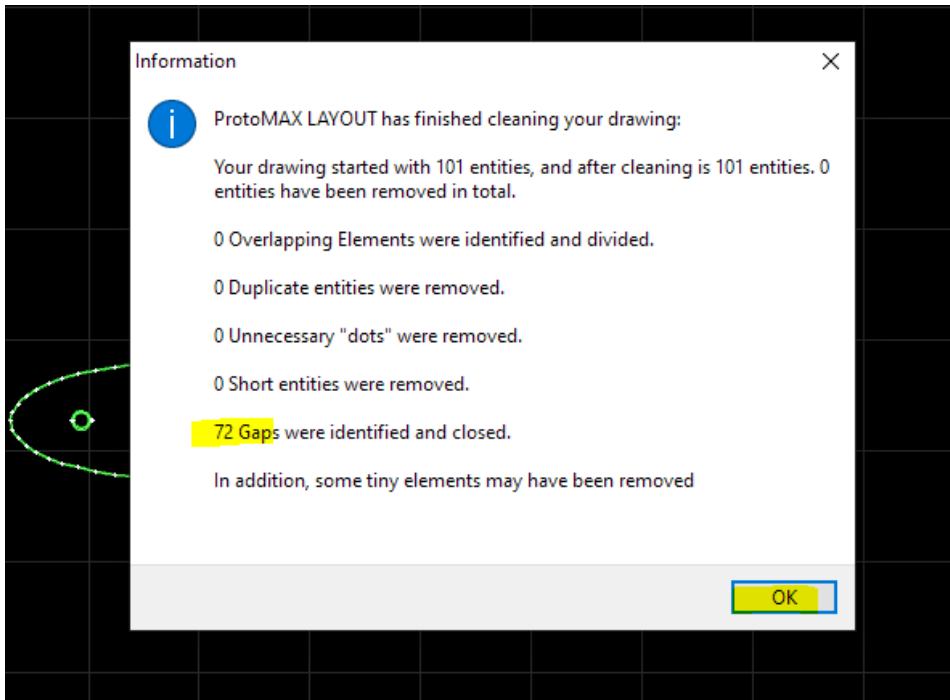 Information
ProtoMAX LAYOUT has finished cleaning your drawing:
Your drawing started with 101 entities, and after cleaning is 101 entities. 0
entities have been removed in total.
0 Overlapping Elements were identified and divided.
0 Duplicate entities were removed.
0 Unnecessary "dots" were removed.
0 Short entities were removed.
72 Gaps were identified and closed.
In addition, some tiny elements may have been removed
OK